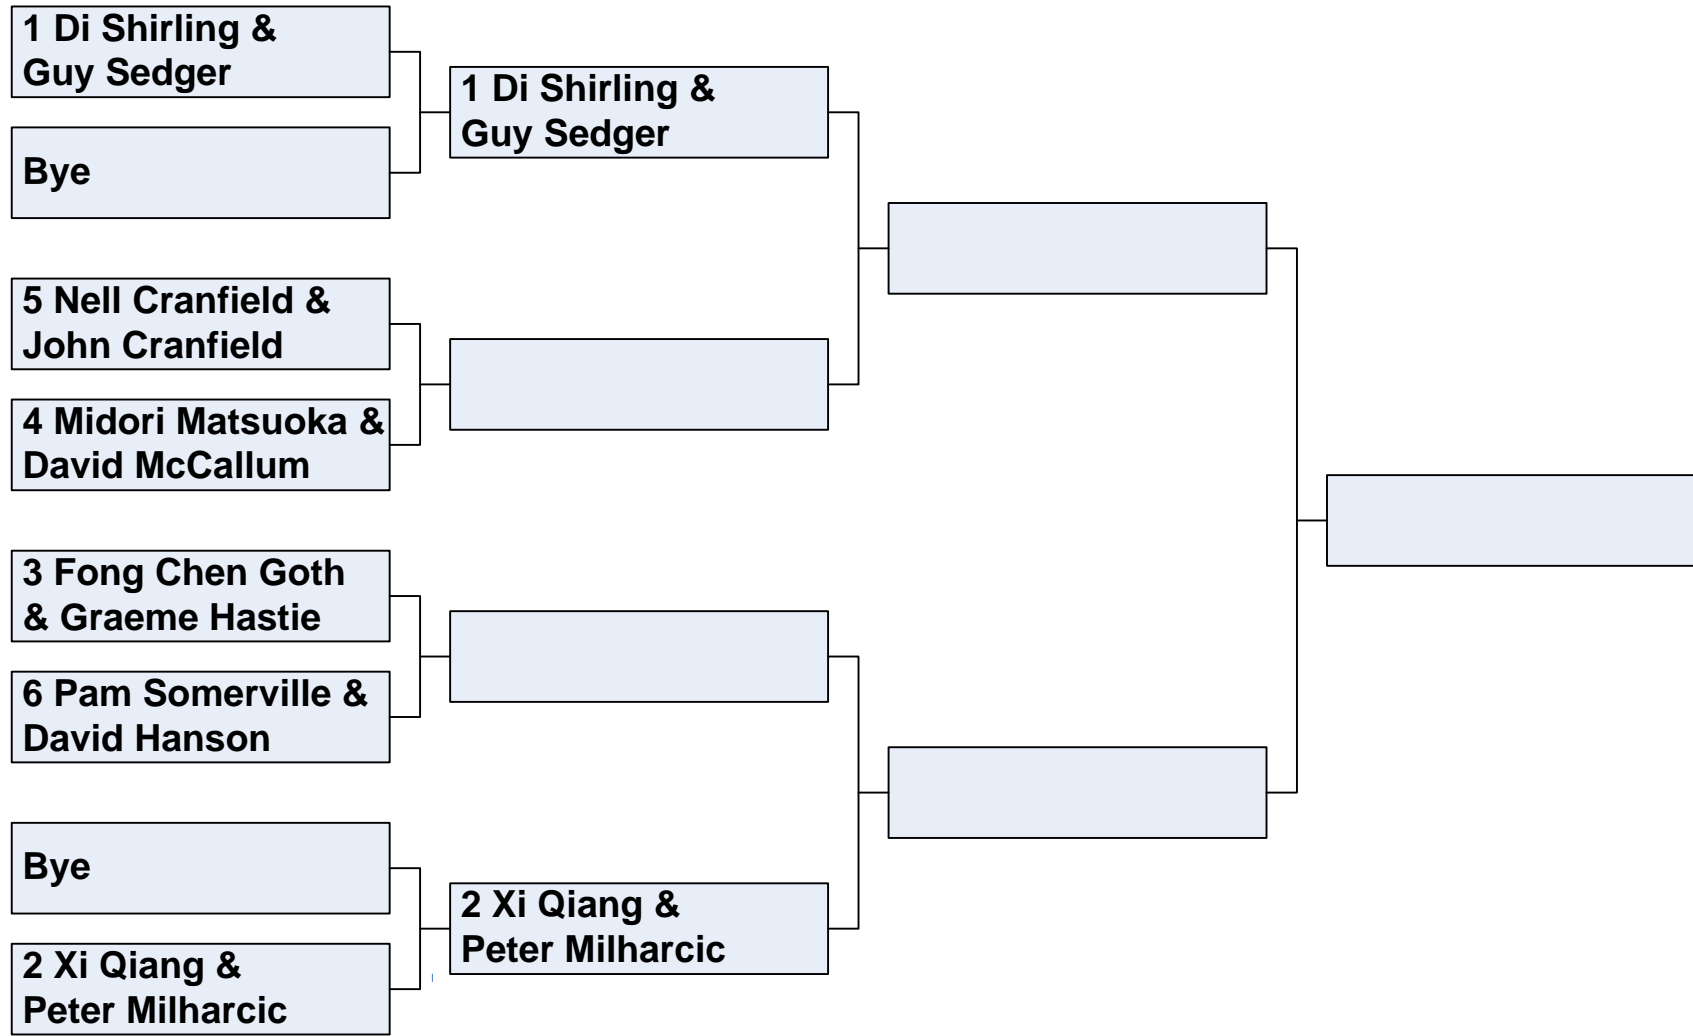 1 Di Shirling &
Guy Sedger
Bye
5 Nell Cranfield &
John Cranfield
4 Midori Matsuoka &
David McCallum
3 Fong Chen Goth
& Graeme Hastie
6 Pam Somerville &
David Hanson
Bye
2 Xi Qiang &
Peter Milharcic
1 Di Shirling &
Guy Sedger
2 Xi Qiang &
Peter Milharcic